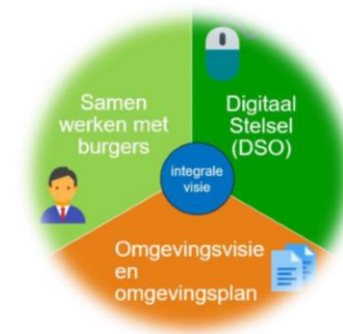 Samen
werken met
burgers
Digitaal
Stelsel
(DSO)
integrale
visie
Omgevingsvisie
en
omgevingsplan